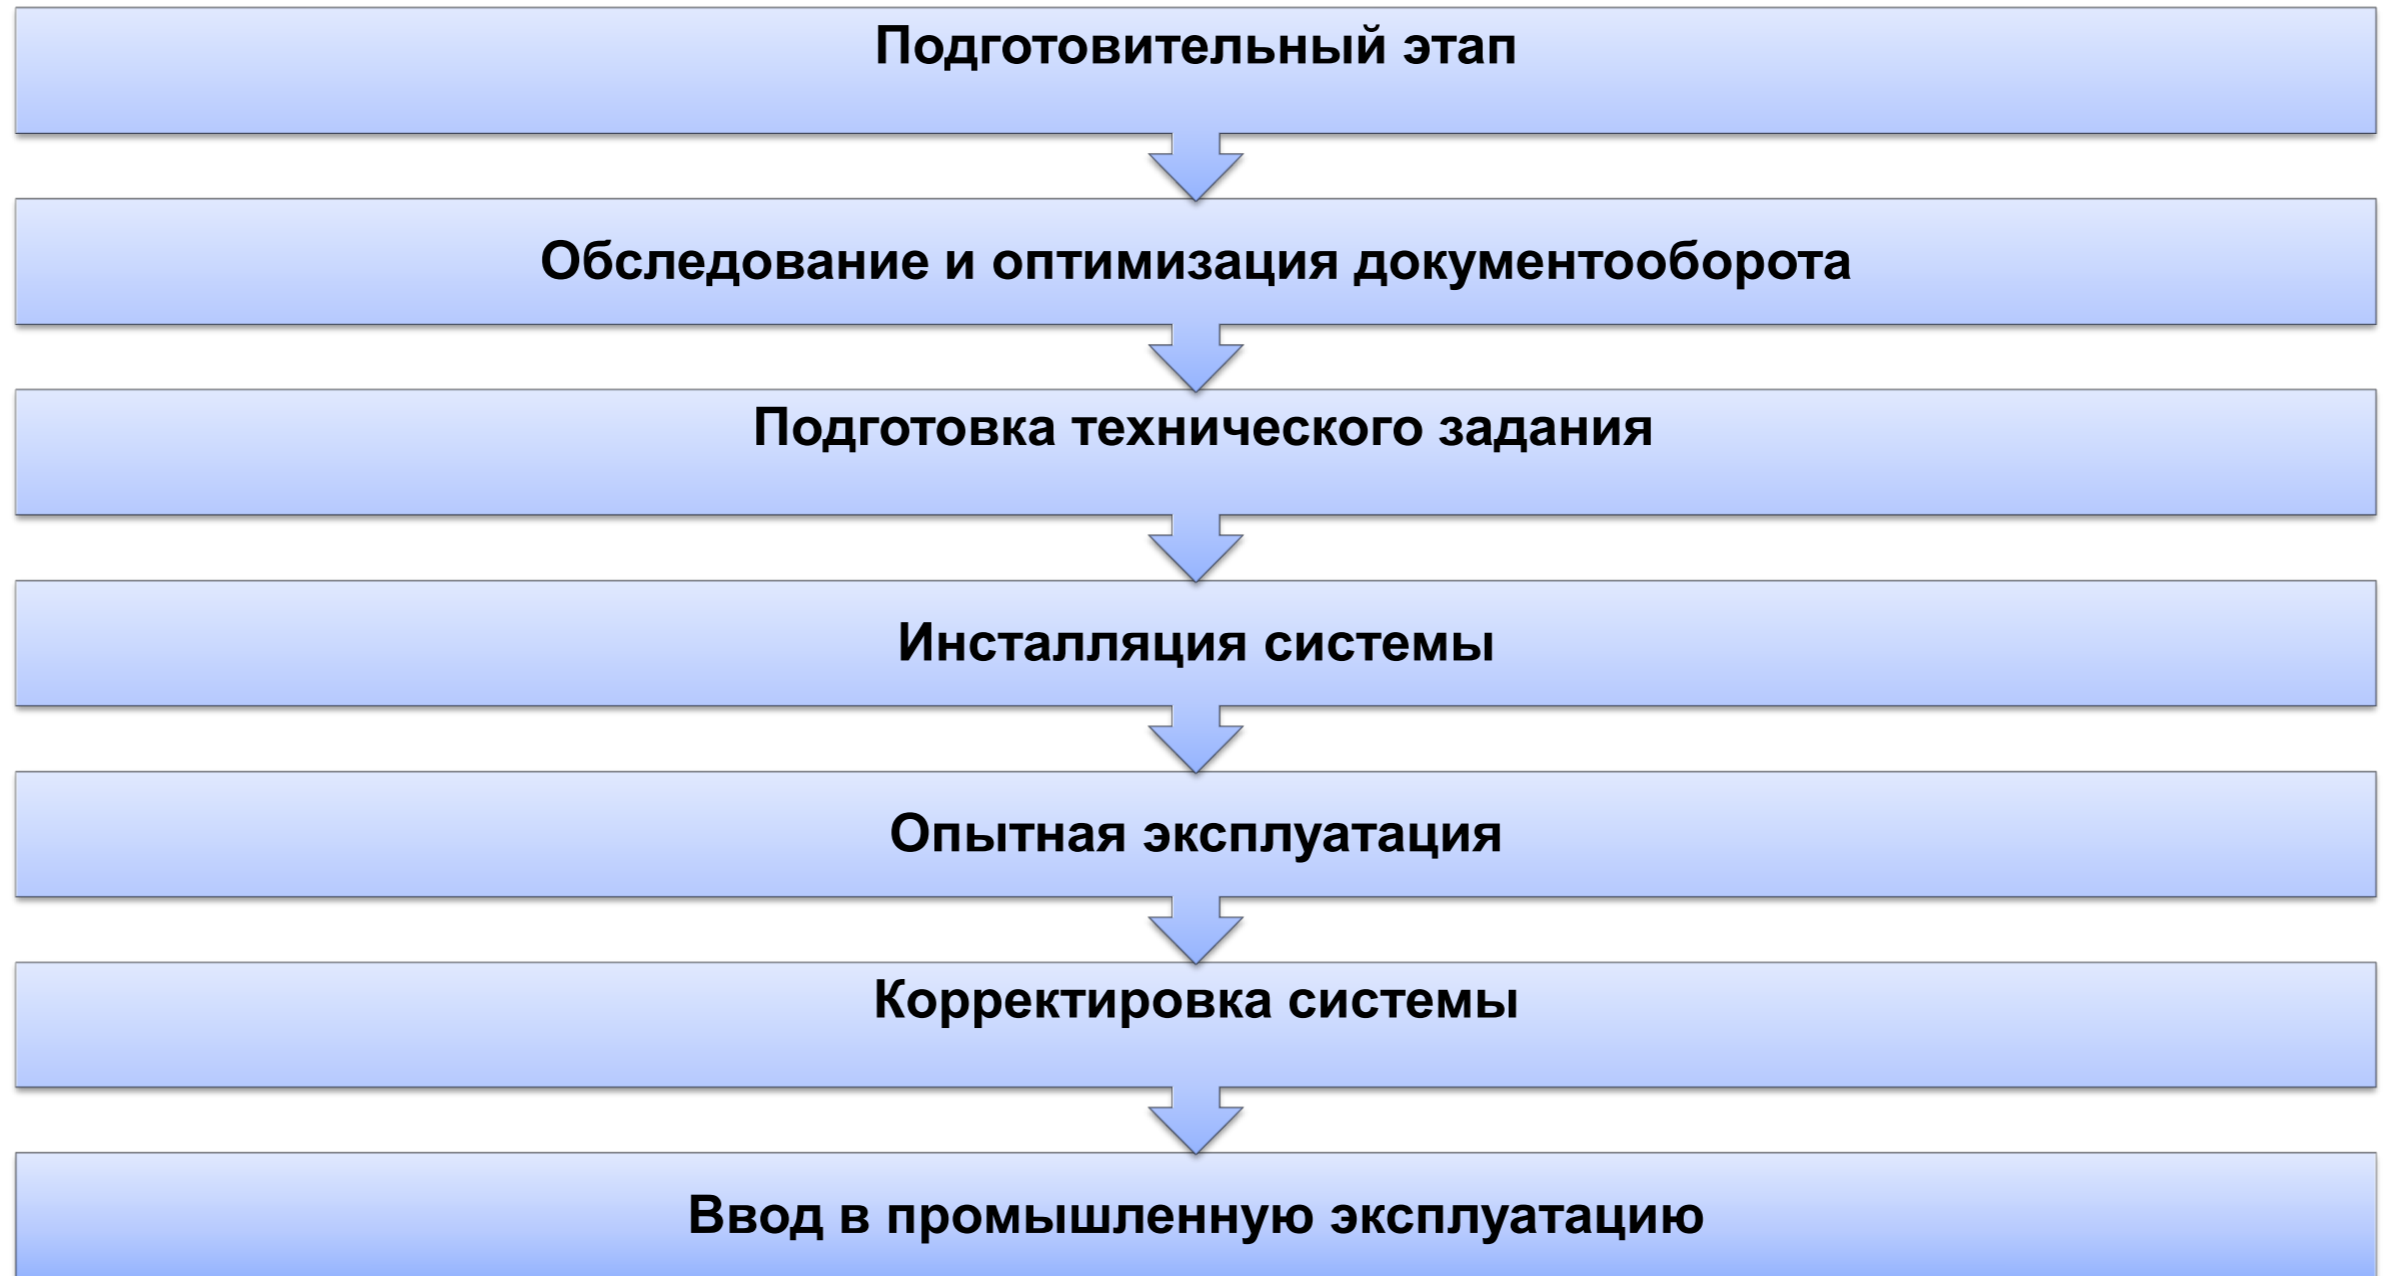 Подготовительный этап
Обследование и оптимизация документооборота
Подготовка технического задания
Инсталляция системы
Опытная эксплуатация
Корректировка системы
Ввод в промышленную эксплуатацию